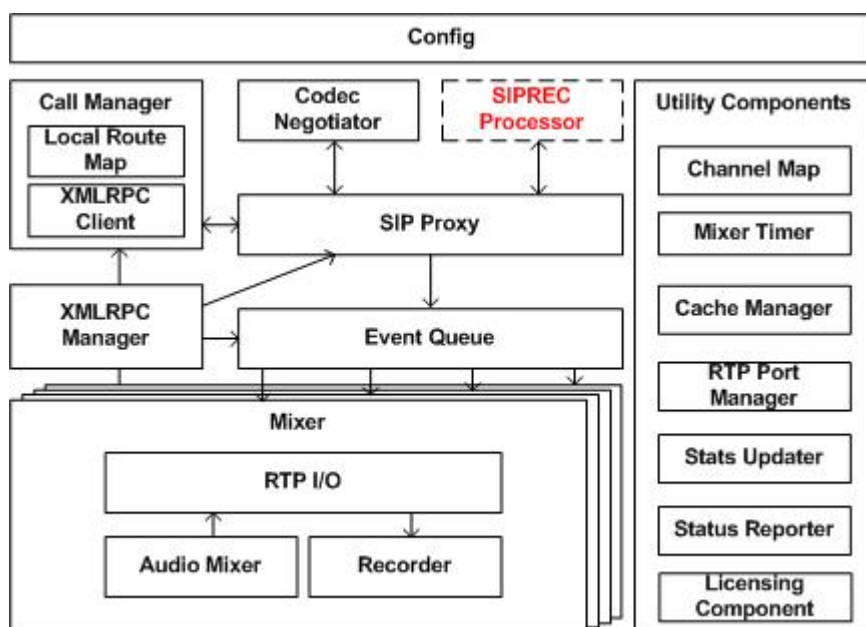 Config
Call Manager
Local Route
Map
XMLRPC
Client
Codec
Negotiator
SIPREC
Processor
SIP Proxy
XMLRPC
Manager
Event Queue
Mixer
RTP I/O
Audio Mixer
Recorder
Utility Components
Channel Map
Mixer Timer
Cache Manager
RTP Port
Manager
Stats Updater
Status Reporter
Licensing
Component